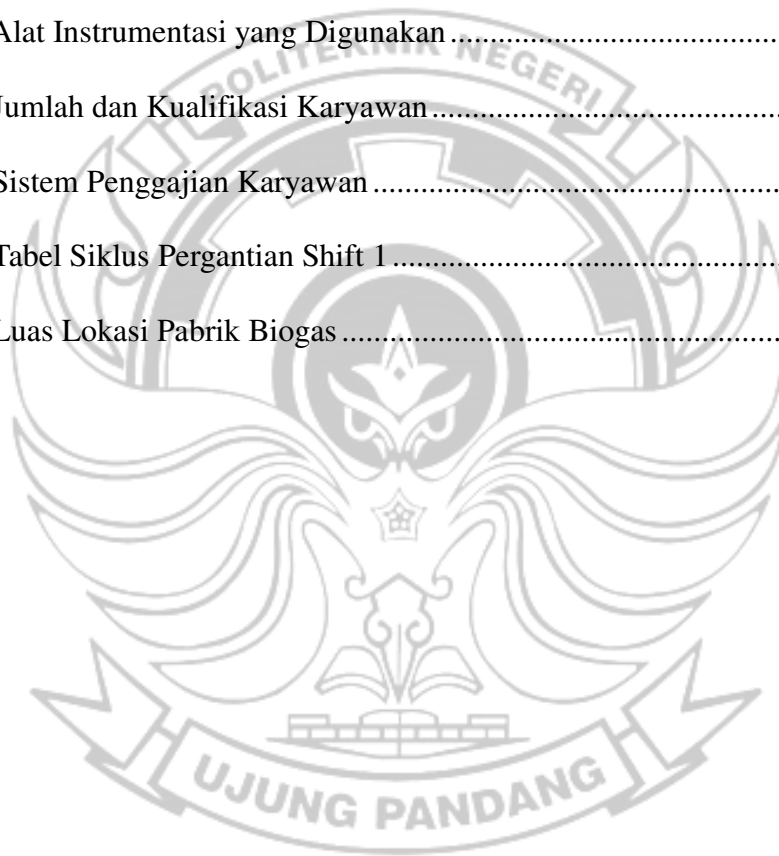 Alat Instrumentasi yang Digunakan ............................................
Jumlah dan Kualifikasi Karyawan ..............................................
Sistem Penggajian Karyawan .....................................................
Tabel Siklus Pergantian Shift 1 ...................................................
Luas Lokasi Pabrik Biogas .........................................................
POLITEKNIK NEGERI
UJUNG PANDANG